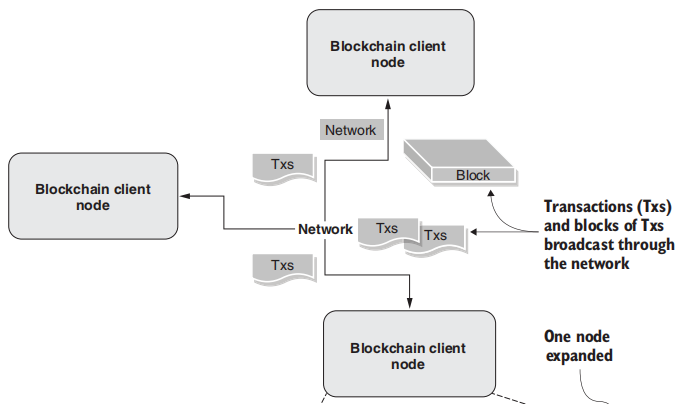 Blockchain client
node
Network
Txs
Block
Blockchain client
node
Transactions (Txs)
and blocks of Txs
broadcast through
the network
Network
Txs
Txs
Txs
Blockchain client
node
One node
expanded